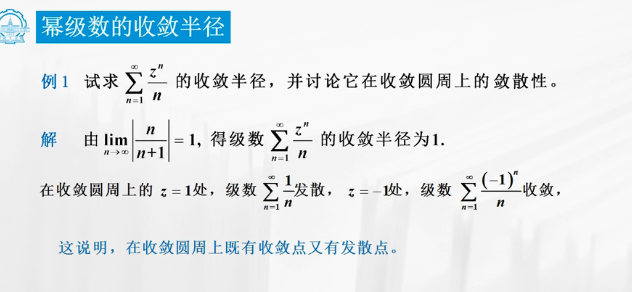 幂级数的收敛半径
例1 试求 $\sum_{n=1}^{\infty} \frac{z^n}{n}$ 的收敛半径，并讨论它在收敛圆周上的敛散性。
解 由 $\lim_{n \to \infty} \left| \frac{n}{n+1} \right| = 1$, 得级数 $\sum_{n=1}^{\infty} \frac{z^n}{n}$ 的收敛半径为1.
在收敛圆周上的 z = 1处，级数 $\sum_{n=1}^{\infty} \frac{1}{n}$ 发散， z = −1处，级数 $\sum_{n=1}^{\infty} \frac{(-1)^n}{n}$ 收敛，
这说明，在收敛圆周上既有收敛点又有发散点。